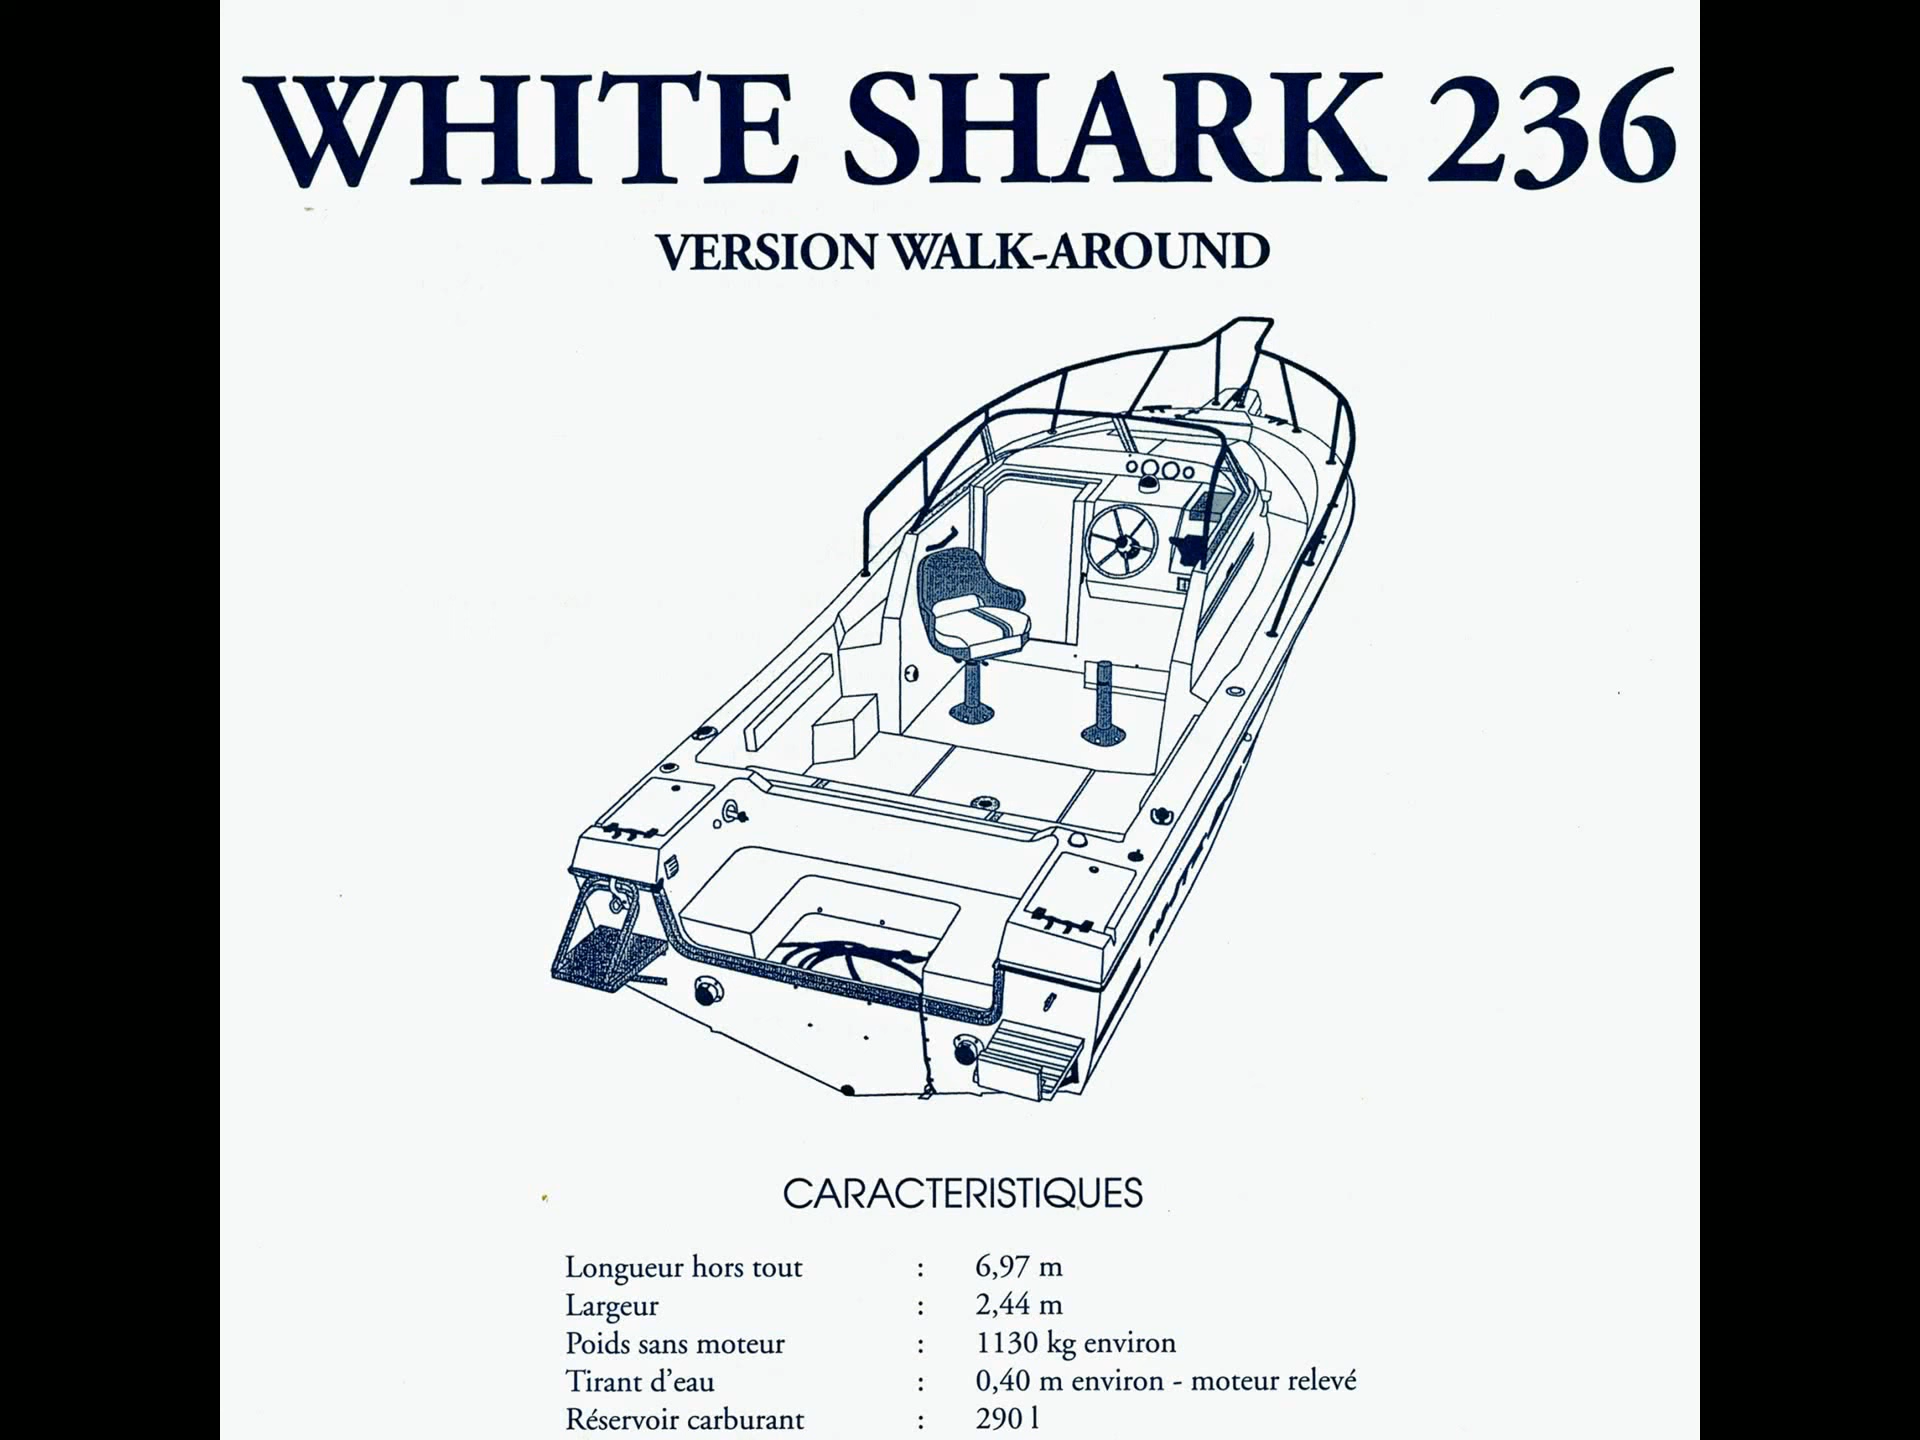 WHITE SHARK 236
VERSION WALK-AROUND
CARACTERISTIQUES
Longueur hors tout : 6,97 m
Largeur : 2,44 m
Poids sans moteur : 1130 kg environ
Tirant d'eau : 0,40 m environ - moteur relevé
Réservoir carburant : 290 l